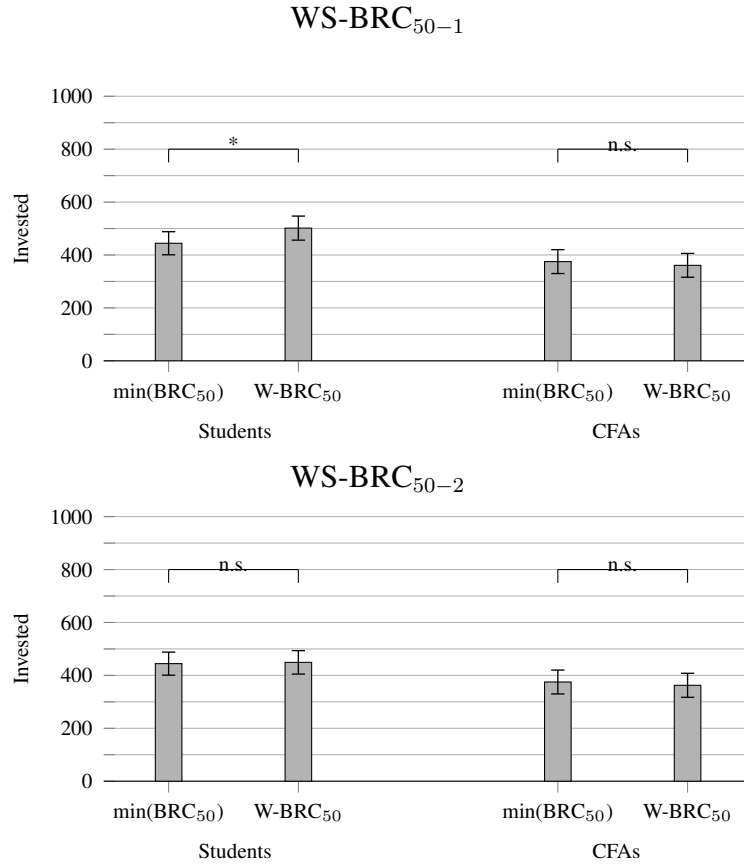 WS-BRC₅₀₋₁
1000
800
600
400
200
0
Invested
*
n.s.
min(BRC₅₀) W-BRC₅₀ min(BRC₅₀) W-BRC₅₀
Students CFAs
WS-BRC₅₀₋₂
1000
800
600
400
200
0
Invested
n.s.
n.s.
min(BRC₅₀) W-BRC₅₀ min(BRC₅₀) W-BRC₅₀
Students CFAs